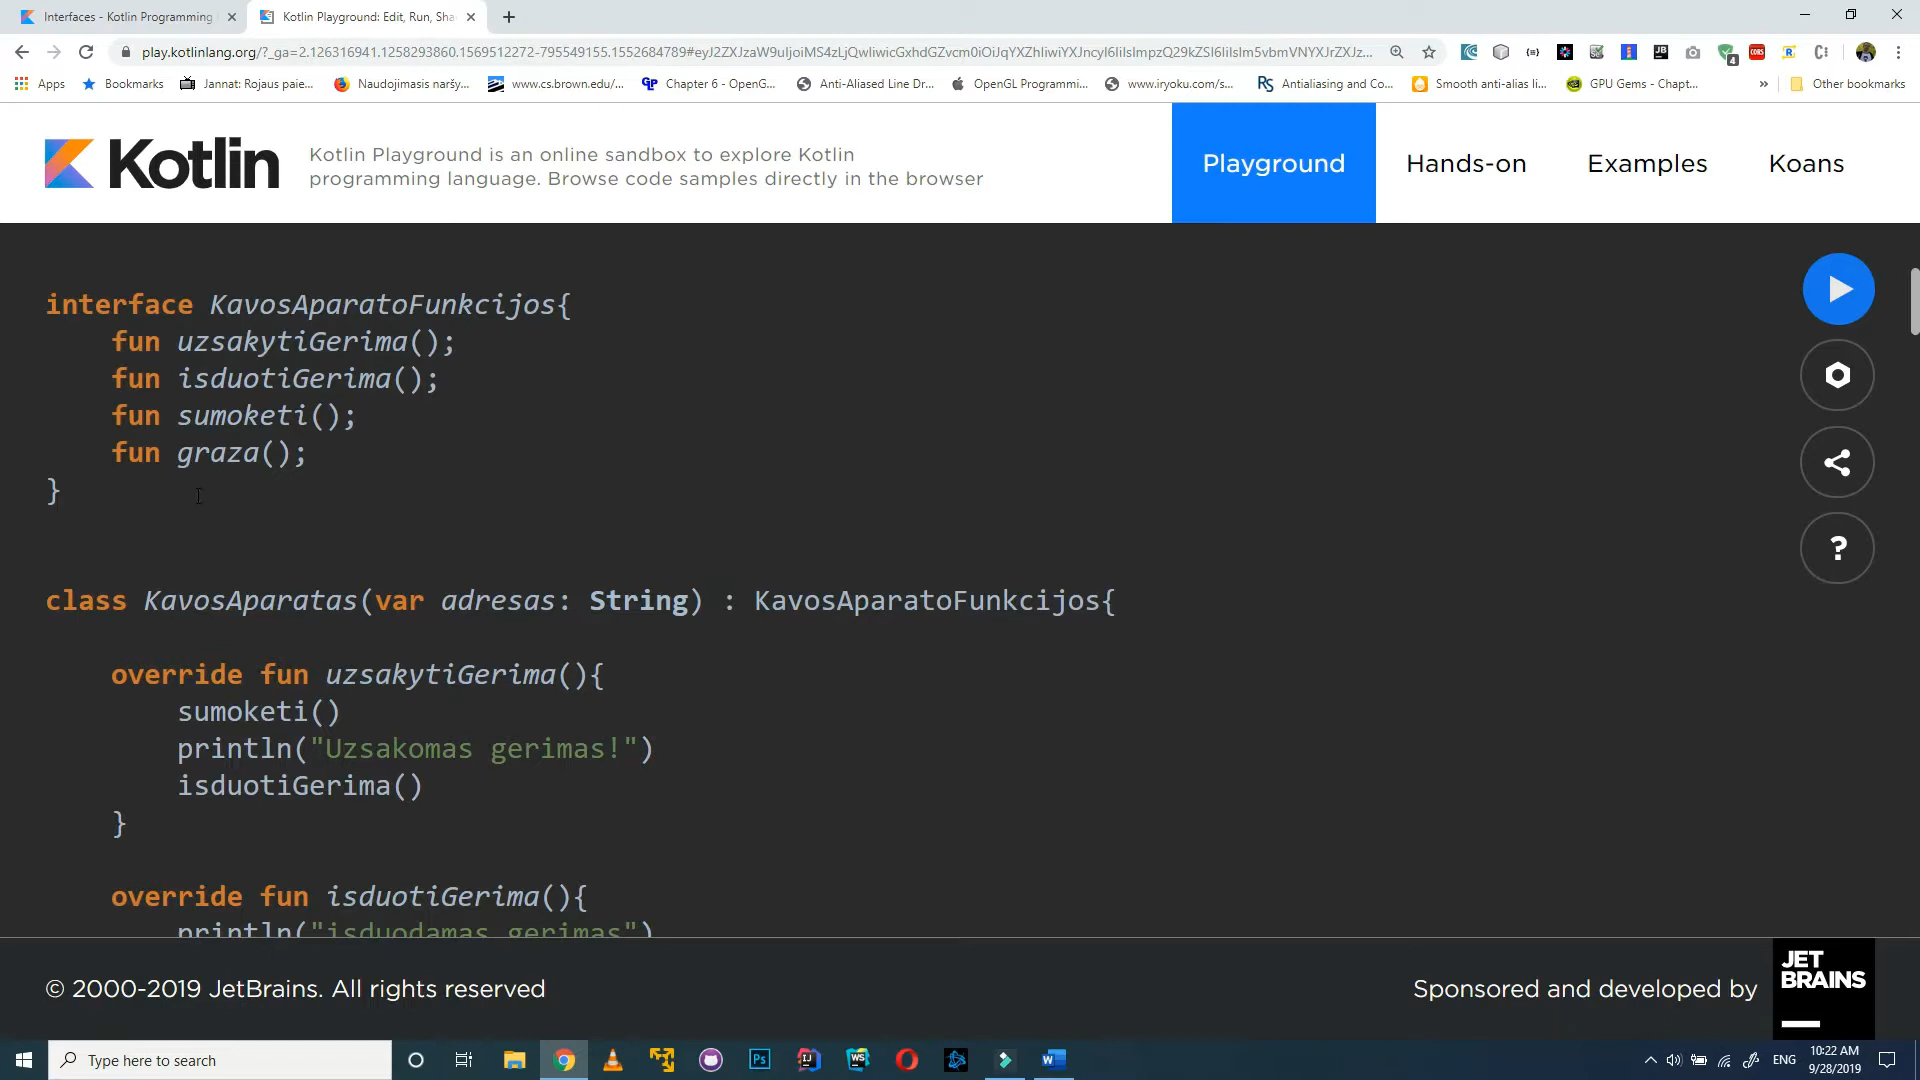 Interfaces - Kotlin Programming
Kotlin Playground: Edit, Run, Sha
play.kotlinlang.org/?_ga=2.126316941.1258293860.1569512272-795549155.1552684789#
Apps
Bookmarks
Jannat: Rojaus paie...
Naudojimasis naršy...
www.cs.brown.edu/...
Chapter 6 - OpenG...
Anti-Aliased Line Dr...
OpenGL Programmi...
www.iryoku.com/s...
Antialiasing and Co...
Smooth anti-alias li...
GPU Gems - Chapt...
»
Other bookmarks
Kotlin
Kotlin Playground is an online sandbox to explore Kotlin
programming language. Browse code samples directly in the browser
Playground
Hands-on
Examples
Koans
interface KavosAparatoFunkcijos{
fun uzsakytiGerima();
fun isduotiGerima();
fun sumoketi();
fun graza();
}
class KavosAparatas(var adresas: String) : KavosAparatoFunkcijos{
override fun uzsakytiGerima(){
sumoketi()
println("Uzsakomas gerimas!")
isduotiGerima()
}
override fun isduotiGerima(){
println("isduodamas gerimas")
?
© 2000-2019 JetBrains. All rights reserved
Sponsored and developed by
JET
BRAINS
Type here to search
ENG
10:22 AM
9/28/2019